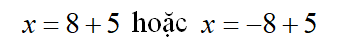 x = 8 + 5 hoặc x = −8 + 5